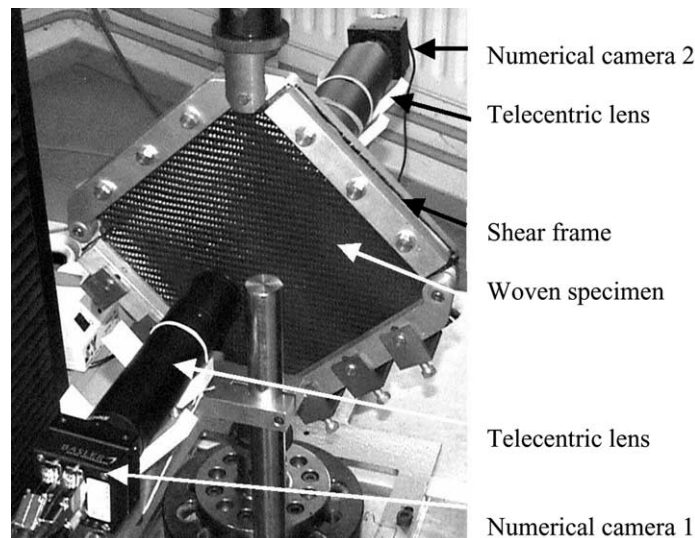 Numerical camera 2
Telecentric lens
Shear frame
Woven specimen
Telecentric lens
BASLER
Numerical camera 1